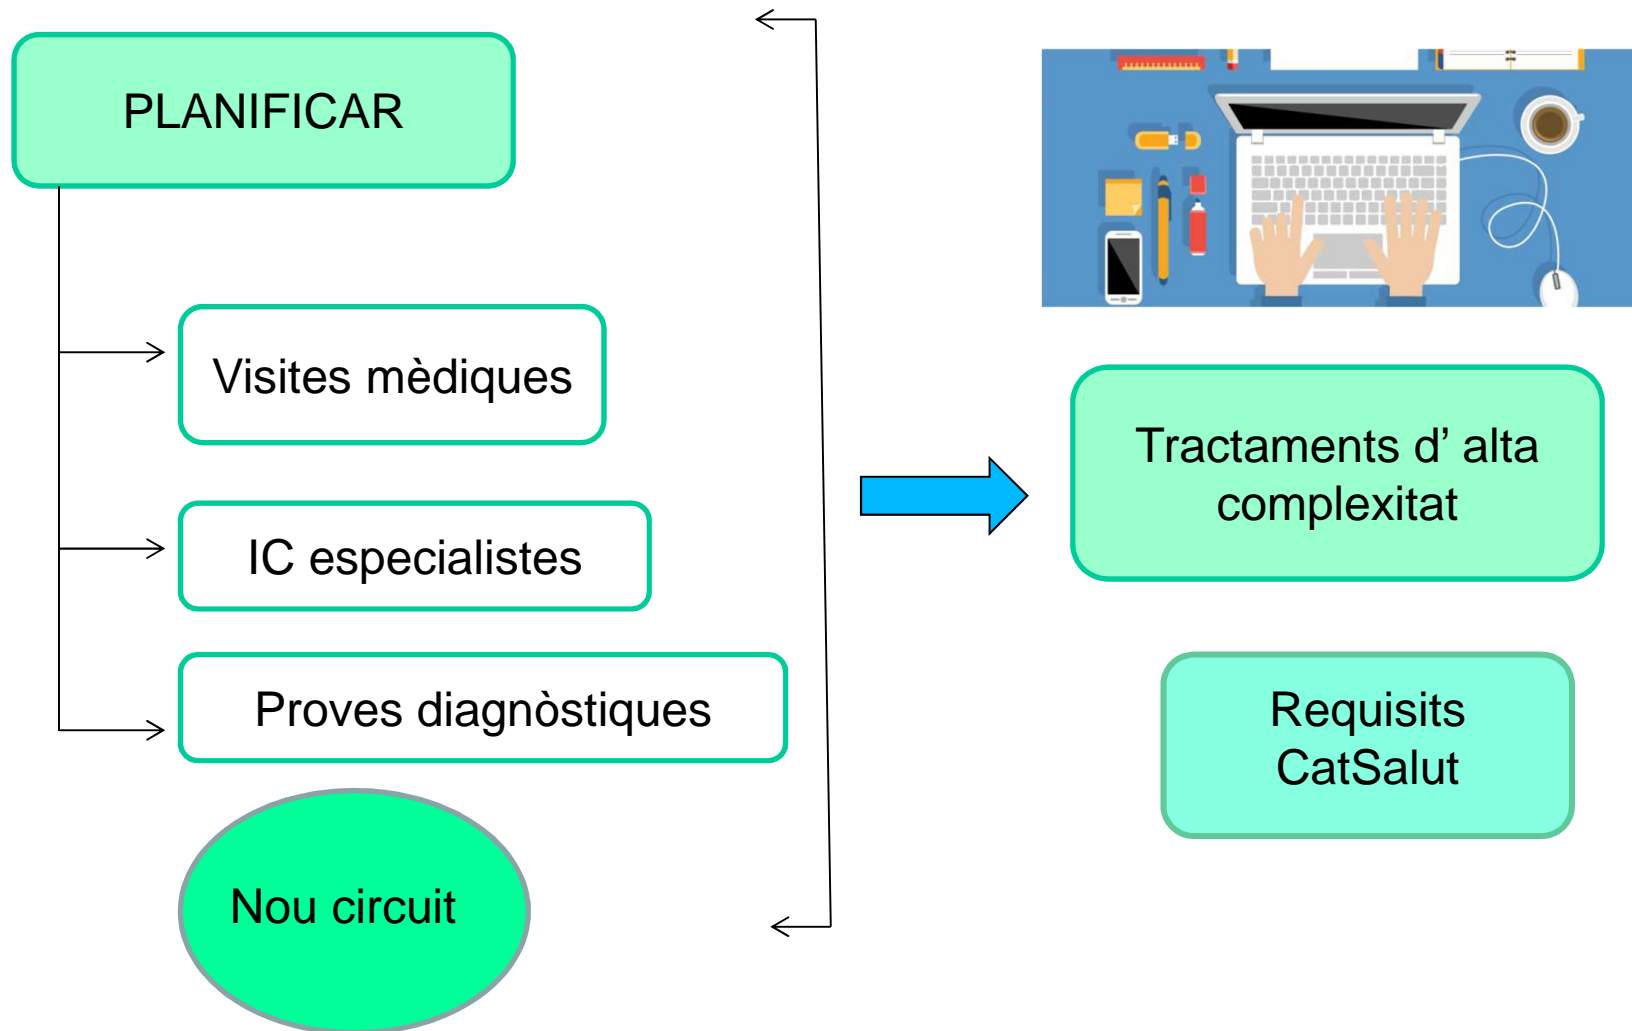 PLANIFICAR
Visites mèdiques
IC especialistes
Proves diagnòstiques
Nou circuit
Tractaments d’ alta
complexitat
Requisits
CatSalut